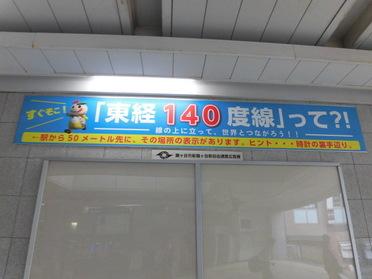 すぐそこ!
「東経140度線」って?!
線の上に立って、世界とつながろう!!
←駅から50メートル先に、その場所の表示があります。ヒント・・・時計の裏手辺り。